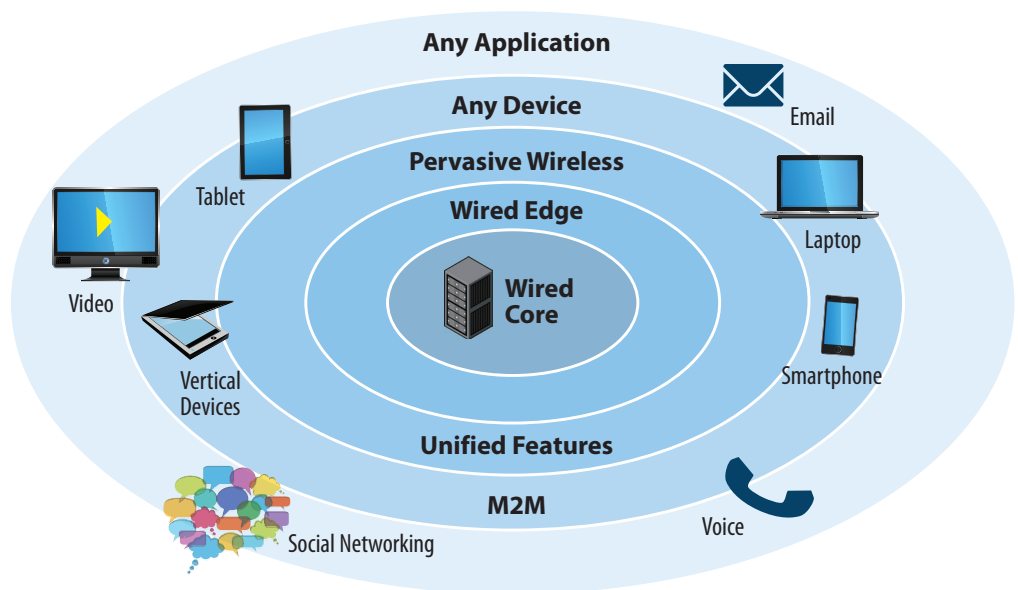 Any Application
Email
Any Device
Tablet
Pervasive Wireless
Laptop
Wired Edge
Video
Wired
Core
Vertical
Devices
Smartphone
Unified Features
M2M
Social Networking
Voice